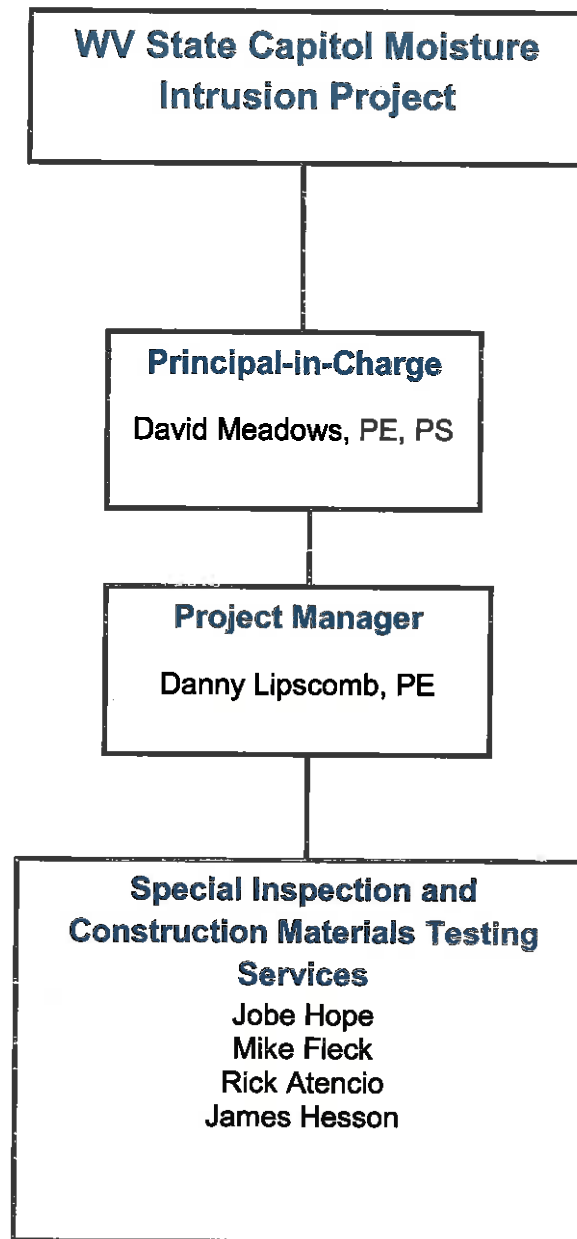 WV State Capitol Moisture
Intrusion Project
Principal-in-Charge
David Meadows, PE, PS
Project Manager
Danny Lipscomb, PE
Special Inspection and
Construction Materials Testing
Services
Jobe Hope
Mike Fleck
Rick Atencio
James Hesson